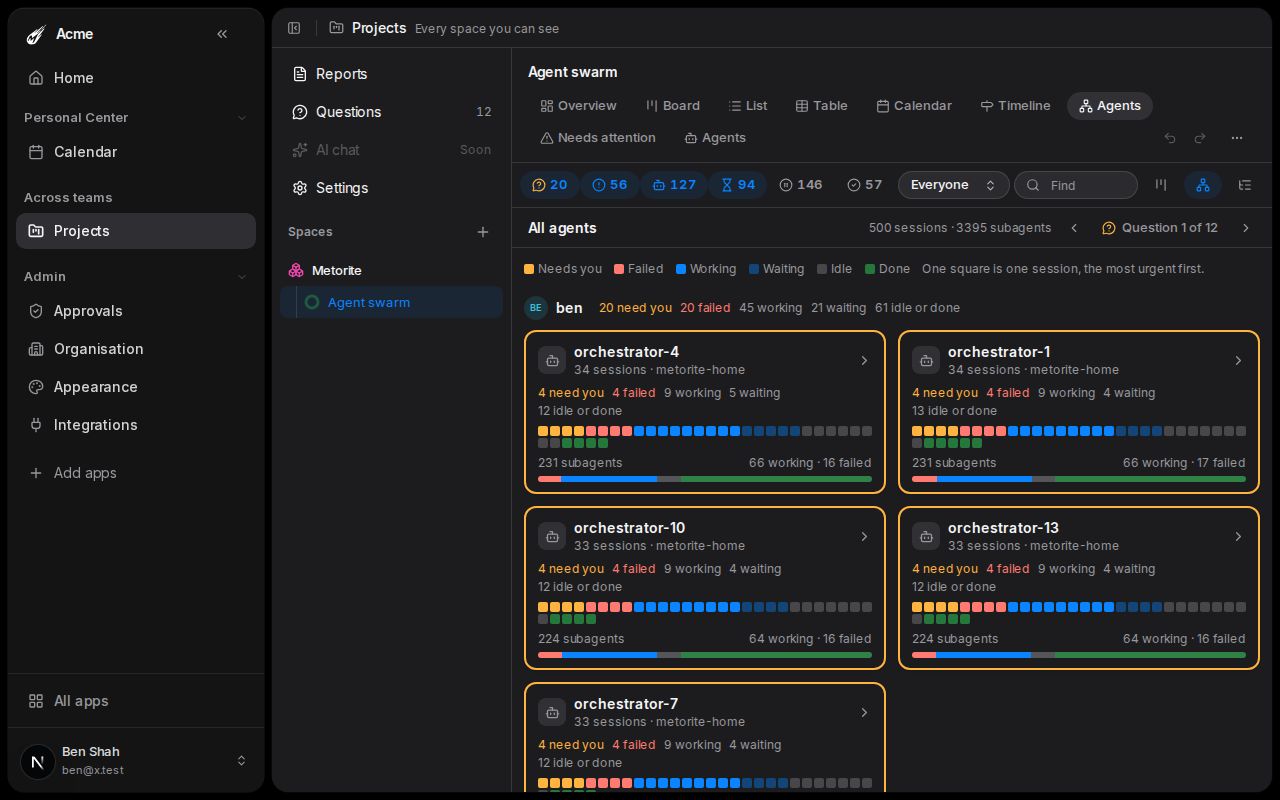 Acme
Home
Personal Center
Calendar
Across teams
Projects
Admin
Approvals
Organisation
Appearance
Integrations
Add apps
All apps
Ben Shah
ben@x.test
Projects Every space you can see
Reports
Questions 12
AI chat Soon
Settings
Spaces
Metorite
Agent swarm
Agent swarm
Overview Board List Table Calendar Timeline Agents
Needs attention Agents
20 56 127 94 146 57 Everyone Find
All agents 500 sessions · 3395 subagents Question 1 of 12
Needs you Failed Working Waiting Idle Done One square is one session, the most urgent first.
BE ben 20 need you 20 failed 45 working 21 waiting 61 idle or done
orchestrator-4
34 sessions · metorite-home
4 need you 4 failed 9 working 5 waiting
12 idle or done
231 subagents 66 working · 16 failed
orchestrator-1
34 sessions · metorite-home
4 need you 4 failed 9 working 4 waiting
13 idle or done
231 subagents 66 working · 17 failed
orchestrator-10
33 sessions · metorite-home
4 need you 4 failed 9 working 4 waiting
12 idle or done
224 subagents 64 working · 16 failed
orchestrator-13
33 sessions · metorite-home
4 need you 4 failed 9 working 4 waiting
12 idle or done
224 subagents 64 working · 16 failed
orchestrator-7
33 sessions · metorite-home
4 need you 4 failed 9 working 4 waiting
12 idle or done